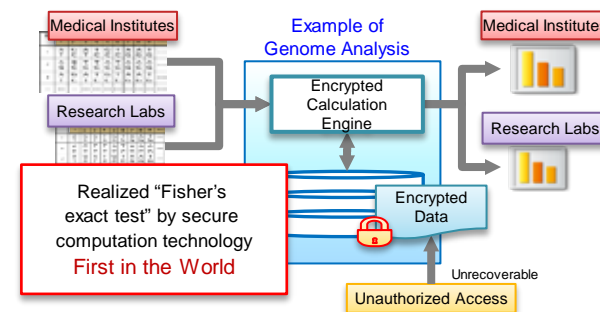 Example of
Genome Analysis
Medical Institutes
Research Labs
Encrypted
Calculation
Engine
Medical Institutes
Research Labs
Encrypted
Data
Realized “Fisher’s
exact test” by secure
computation technology
First in the World
Unrecoverable
Unauthorized Access